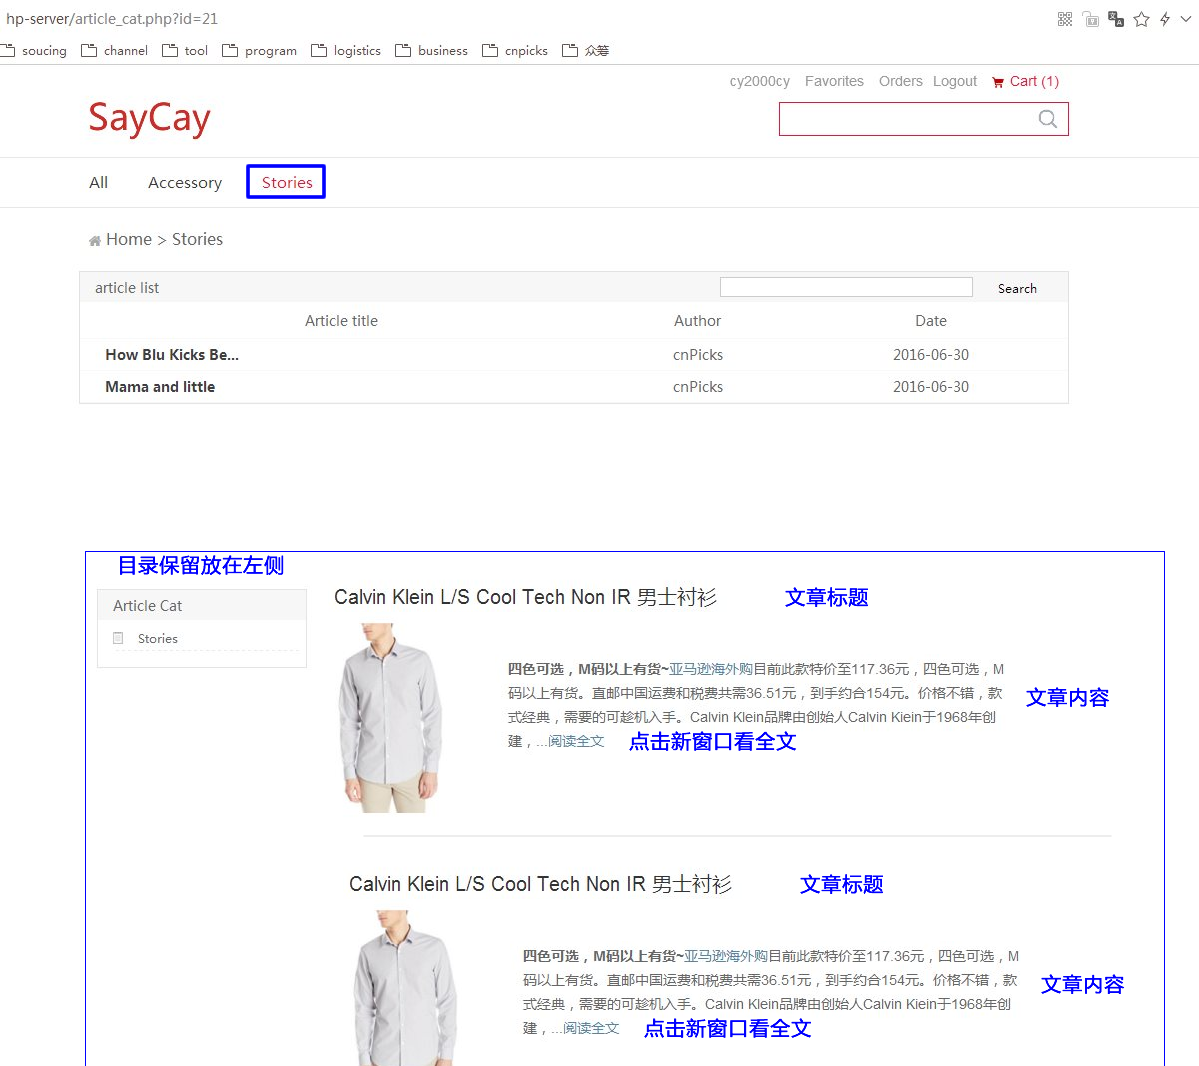 hp-server/article_cat.php?id=21
soucing channel tool program logistics business cnpicks 众筹
cy2000cy Favorites Orders Logout Cart (1)
SayCay
All Accessory Stories
Home > Stories
article list Search
Article title Author Date
How Blu Kicks Be... cnPicks 2016-06-30
Mama and little cnPicks 2016-06-30
目录保留放在左侧
Article Cat
Stories
Calvin Klein L/S Cool Tech Non IR 男士衬衫 文章标题
四色可选，M码以上有货~亚马逊海外购目前此款特价至117.36元，四色可选，M
码以上有货。直邮中国运费和税费共需36.51元，到手约合154元。价格不错，款
式经典，需要的可趁机入手。Calvin Klein品牌由创始人Calvin Kiein于1968年创
建，...阅读全文
文章内容
点击新窗口看全文
Calvin Klein L/S Cool Tech Non IR 男士衬衫 文章标题
四色可选，M码以上有货~亚马逊海外购目前此款特价至117.36元，四色可选，M
码以上有货。直邮中国运费和税费共需36.51元，到手约合154元。价格不错，款
式经典，需要的可趁机入手。Calvin Klein品牌由创始人Calvin Kiein于1968年创
建，...阅读全文
文章内容
点击新窗口看全文